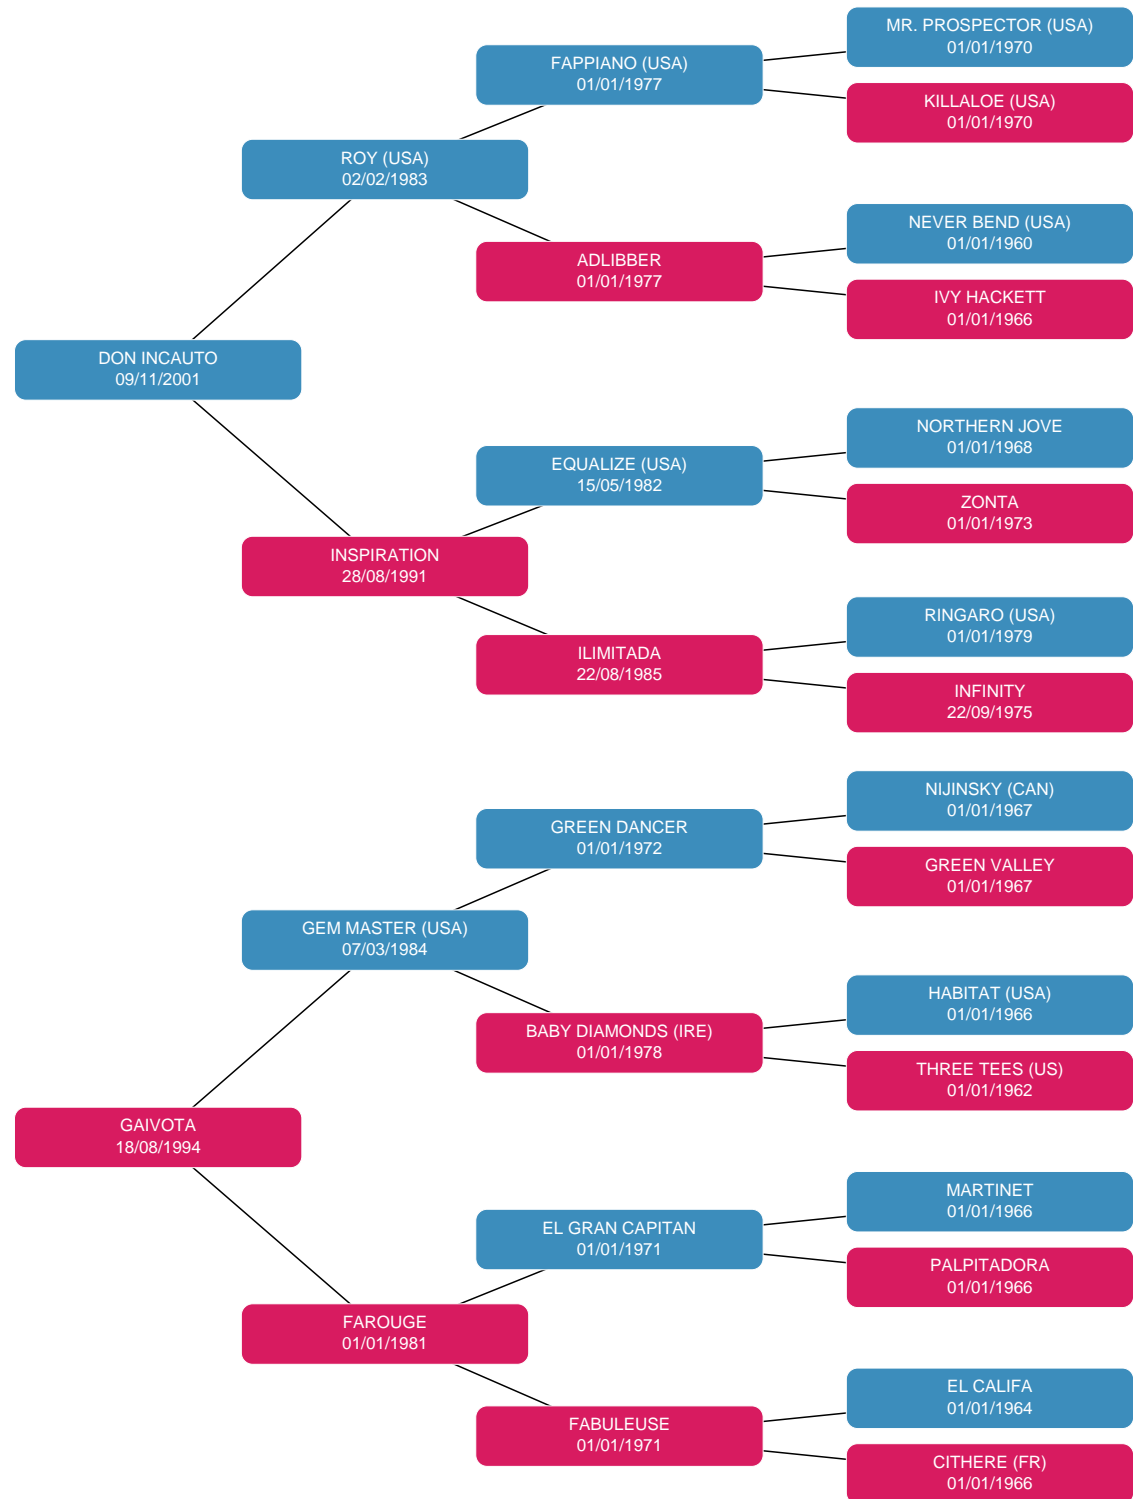 MR. PROSPECTOR (USA)
01/01/1970
FAPPIANO (USA)
01/01/1977
KILLALOE (USA)
01/01/1970
ROY (USA)
02/02/1983
NEVER BEND (USA)
01/01/1960
ADLIBBER
01/01/1977
IVY HACKETT
01/01/1966
DON INCAUTO
09/11/2001
NORTHERN JOVE
01/01/1968
EQUALIZE (USA)
15/05/1982
ZONTA
01/01/1973
INSPIRATION
28/08/1991
RINGARO (USA)
01/01/1979
ILIMITADA
22/08/1985
INFINITY
22/09/1975
NIJINSKY (CAN)
01/01/1967
GREEN DANCER
01/01/1972
GREEN VALLEY
01/01/1967
GEM MASTER (USA)
07/03/1984
HABITAT (USA)
01/01/1966
BABY DIAMONDS (IRE)
01/01/1978
THREE TEES (US)
01/01/1962
GAIVOTA
18/08/1994
MARTINET
01/01/1966
EL GRAN CAPITAN
01/01/1971
PALPITADORA
01/01/1966
FAROUGE
01/01/1981
EL CALIFA
01/01/1964
FABULEUSE
01/01/1971
CITHERE (FR)
01/01/1966